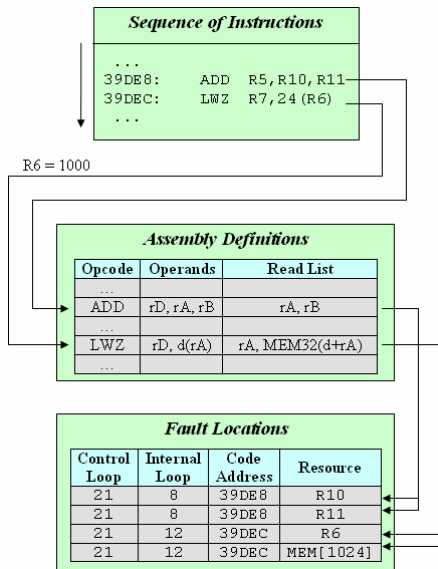 Sequence of Instructions
...
39DE8: ADD R5,R10,R11
39DEC: LWZ R7,24(R6)
...
R6 = 1000
Assembly Definitions
Opcode Operands Read List
...
ADD rD, rA, rB rA, rB
...
LWZ rD, d(rA) rA, MEM32(d+rA)
...
Fault Locations
Control Loop Internal Loop Code Address Resource
21 8 39DE8 R10
21 8 39DE8 R11
21 12 39DEC R6
21 12 39DEC MEM[1024]